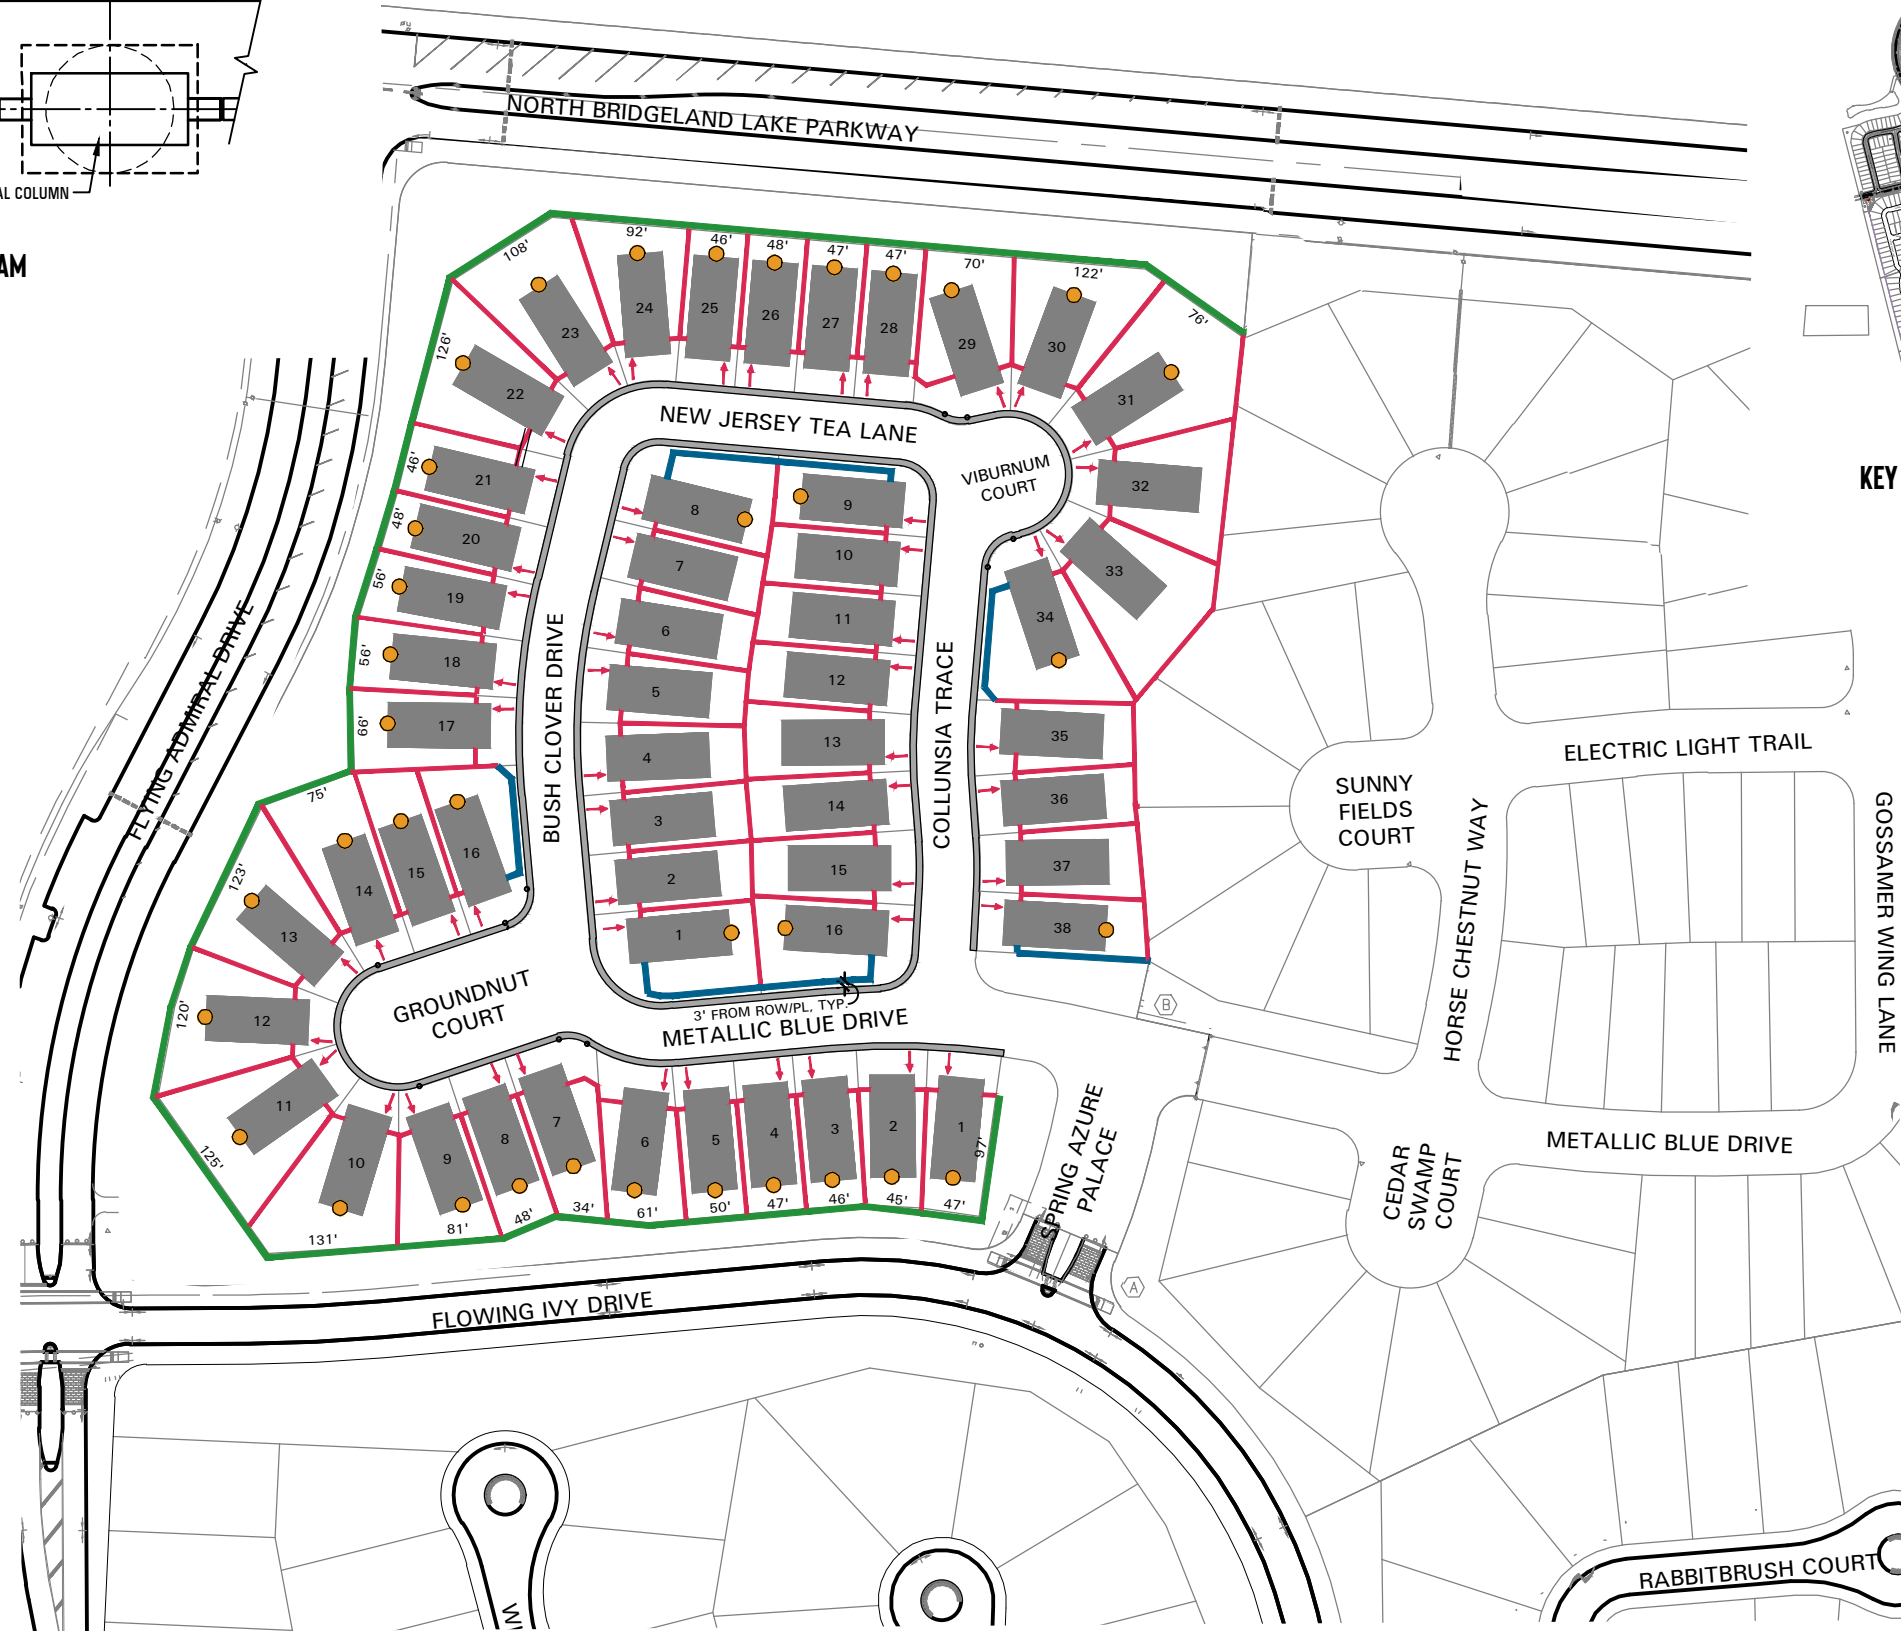 AL COLUMN
AM
KEY
NORTH BRIDGELAND LAKE PARKWAY
108'
92'
46'
48'
47'
47'
70'
122'
76'
126'
46'
48'
56'
56'
66'
75'
123'
120'
125'
131'
81'
48'
34'
61'
50'
47'
46'
45'
47'
97'
22
23
24
25
26
27
28
29
30
31
32
33
34
35
36
37
38
21
20
19
18
17
16
15
14
13
12
11
10
9
8
7
6
5
4
3
2
1
8
7
6
5
4
3
2
1
9
10
11
12
13
14
15
16
NEW JERSEY TEA LANE
VIBURNUM
COURT
BUSH CLOVER DRIVE
COLLUNSIA TRACE
FLYING ADMIRAL DRIVE
GROUNDNUT
COURT
3' FROM ROW/PL, TYP.
METALLIC BLUE DRIVE
SPRING AZURE
PALACE
FLOWING IVY DRIVE
ELECTRIC LIGHT TRAIL
SUNNY
FIELDS
COURT
HORSE CHESTNUT WAY
GOSSAMER WING LANE
METALLIC BLUE DRIVE
CEDAR
SWAMP
COURT
B
A
RABBITBRUSH COURT